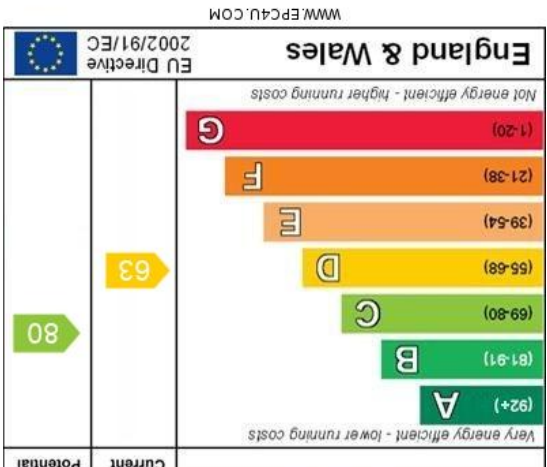 Current Potential
Very energy efficient - lower running costs
(92+) A
(81-91) B
(69-80) C
80
(55-68) D
63
(39-54) E
(21-38) F
(1-20) G
Not energy efficient - higher running costs
England & Wales
EU Directive
2002/91/EC
WWW.EPC4U.COM